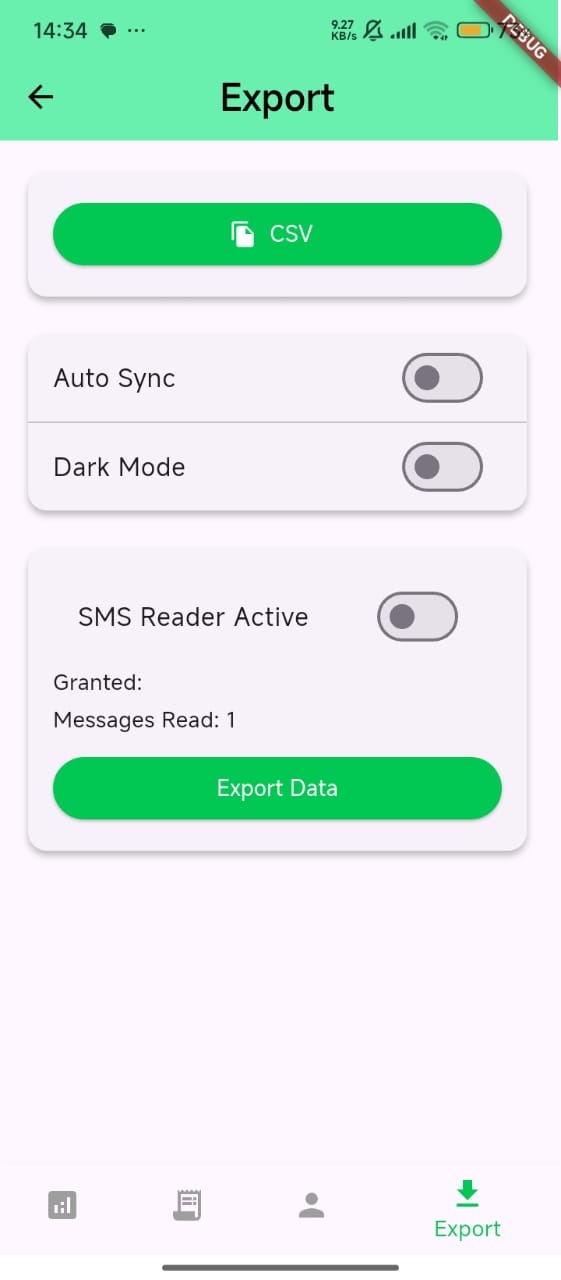 14:34 ... 9.27 KB/s
DEBUG
Export
CSV
Auto Sync
Dark Mode
SMS Reader Active
Granted:
Messages Read: 1
Export Data
Export